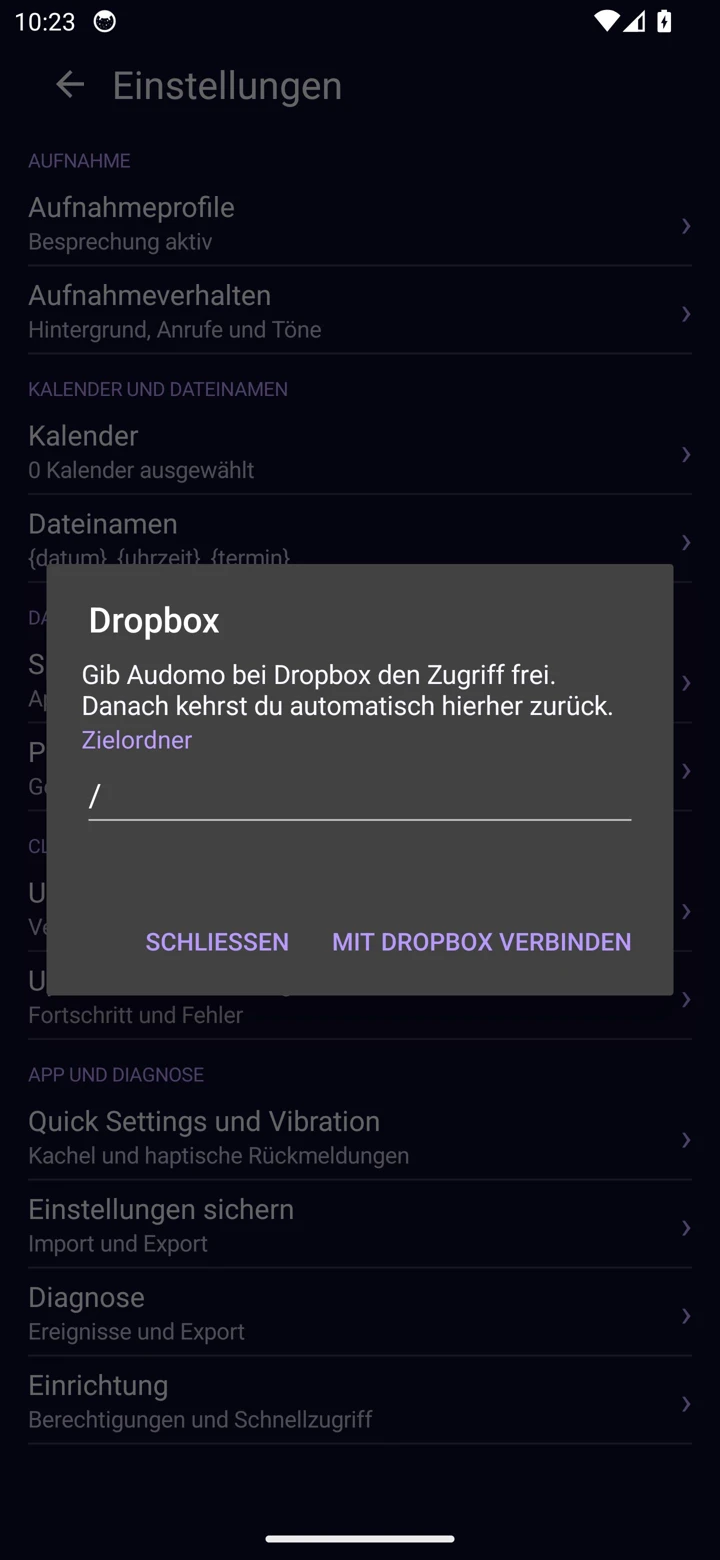 10:23
Einstellungen
AUFNAHME
Aufnahmeprofile
Besprechung aktiv
Aufnahmeverhalten
Hintergrund, Anrufe und Töne
KALENDER UND DATEINAMEN
Kalender
0 Kalender ausgewählt
Dateinamen
{datum}_{uhrzeit}_{termin}
Dropbox
Gib Audomo bei Dropbox den Zugriff frei.
Danach kehrst du automatisch hierher zurück.
Zielordner
/
SCHLIESSEN MIT DROPBOX VERBINDEN
Fortschritt und Fehler
APP UND DIAGNOSE
Quick Settings und Vibration
Kachel und haptische Rückmeldungen
Einstellungen sichern
Import und Export
Diagnose
Ereignisse und Export
Einrichtung
Berechtigungen und Schnellzugriff